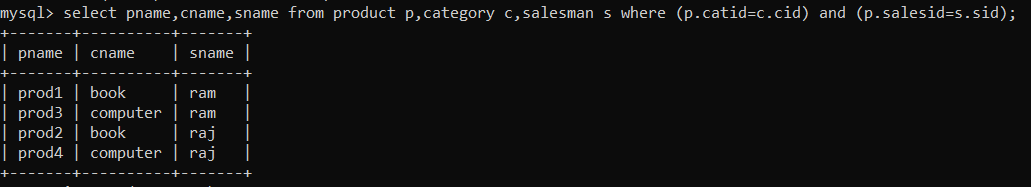 mysql> select pname,cname,sname from product p,category c,salesman s where (p.catid=c.cid) and (p.salesid=s.sid);
+-------+----------+-------+
| pname | cname    | sname |
+-------+----------+-------+
| prod1 | book     | ram   |
| prod3 | computer | ram   |
| prod2 | book     | raj   |
| prod4 | computer | raj   |
+-------+----------+-------+